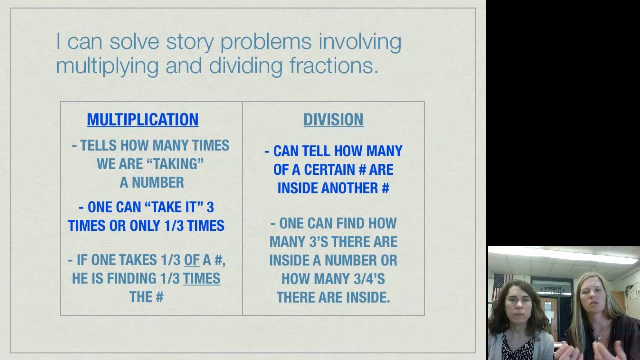 I can solve story problems involving
multiplying and dividing fractions.
MULTIPLICATION
- TELLS HOW MANY TIMES
WE ARE “TAKING”
A NUMBER
- ONE CAN “TAKE IT” 3
TIMES OR ONLY 1/3 TIMES
- IF ONE TAKES 1/3 OF A #,
HE IS FINDING 1/3 TIMES
THE #
DIVISION
- CAN TELL HOW MANY
OF A CERTAIN # ARE
INSIDE ANOTHER #
- ONE CAN FIND HOW
MANY 3’S THERE ARE
INSIDE A NUMBER OR
HOW MANY 3/4’S
THERE ARE INSIDE.